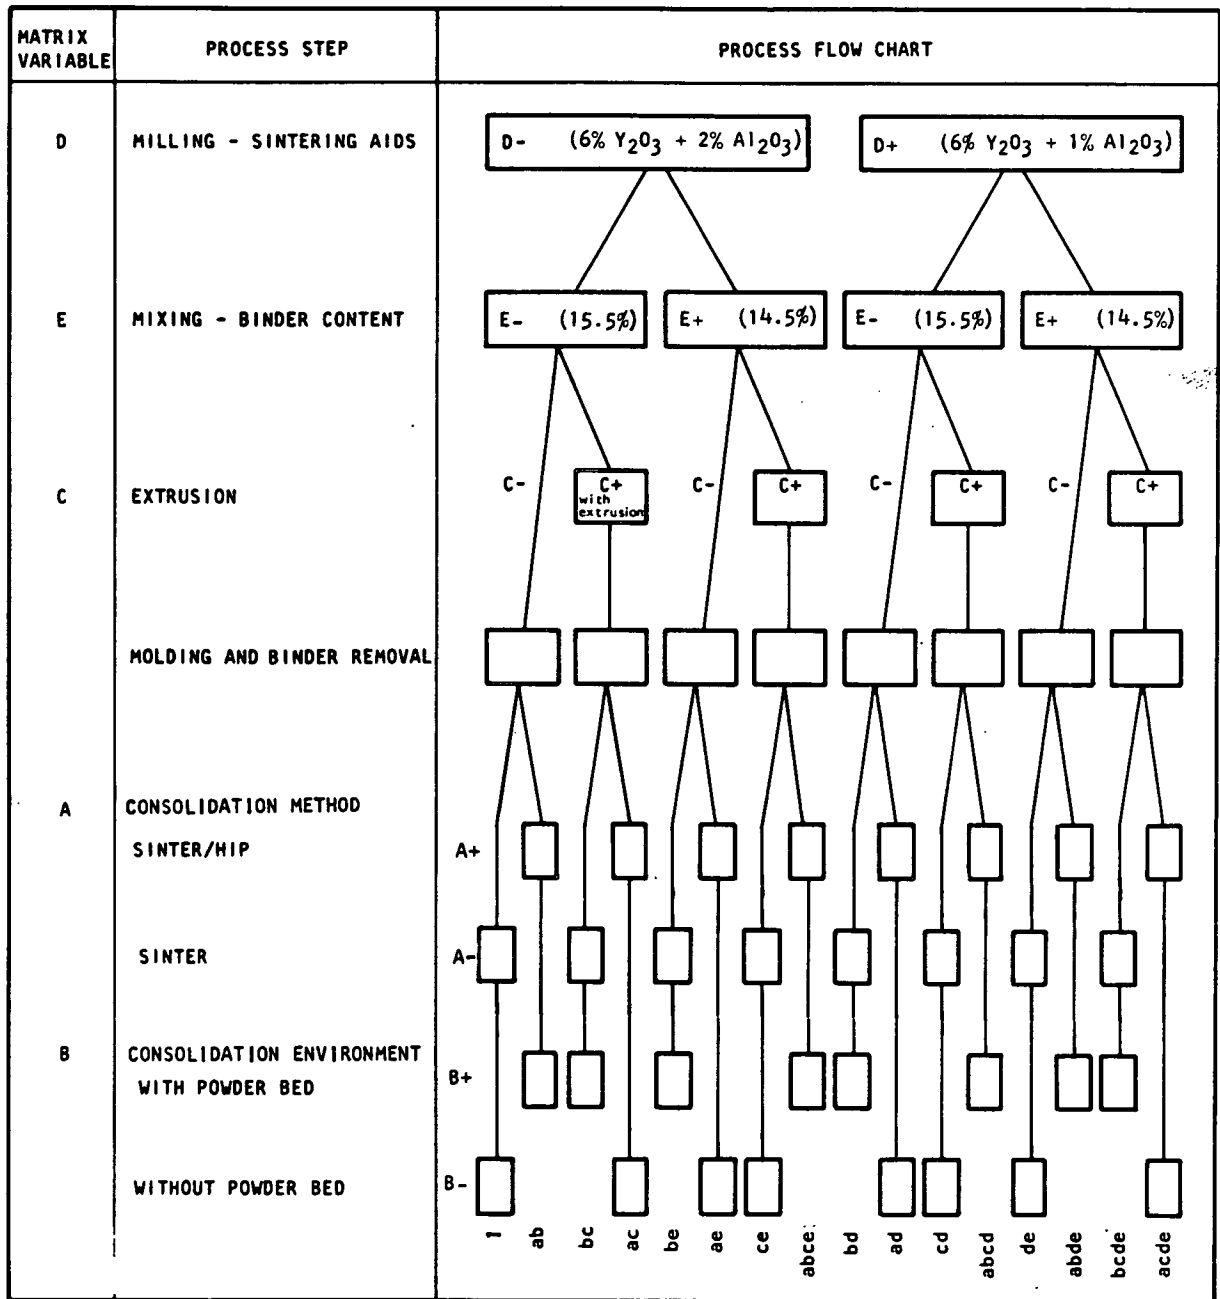 MATRIX VARIABLE
PROCESS STEP
PROCESS FLOW CHART
D
MILLING - SINTERING AIDS
D- (6% Y₂O₃ + 2% Al₂O₃)
D+ (6% Y₂O₃ + 1% Al₂O₃)
E
MIXING - BINDER CONTENT
E- (15.5%)
E+ (14.5%)
E- (15.5%)
E+ (14.5%)
C
EXTRUSION
C-
C+
with
extrusion
C-
C+
C-
C+
C-
C+
MOLDING AND BINDER REMOVAL
A
CONSOLIDATION METHOD
SINTER/HIP
A+
SINTER
A-
B
CONSOLIDATION ENVIRONMENT
WITH POWDER BED
B+
WITHOUT POWDER BED
B-
1
ab
bc
ac
be
ae
ce
abce
bd
ad
cd
abcd
de
abde
bcde
acde